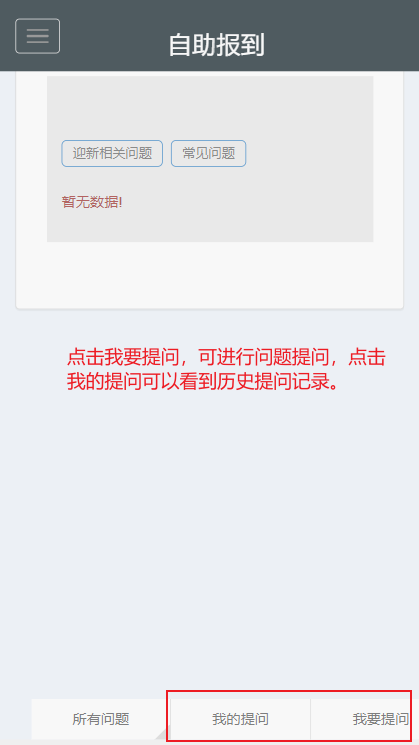 自助报到
迎新相关问题 常见问题
暂无数据!
点击我要提问，可进行问题提问，点击
我的提问可以看到历史提问记录。
所有问题 我的提问 我要提问